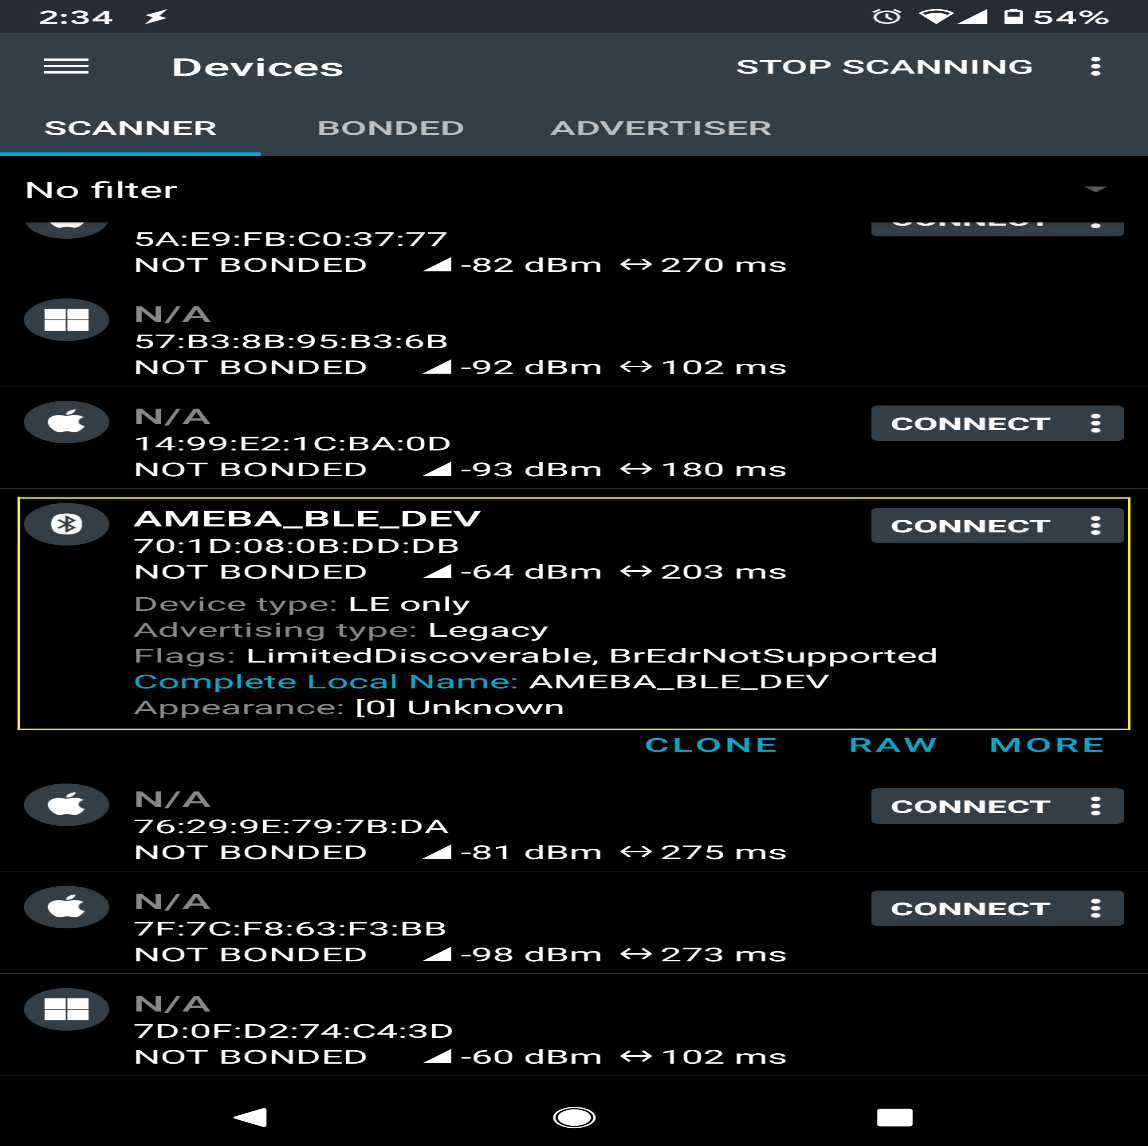 2:34 54%
Devices STOP SCANNING
SCANNER BONDED ADVERTISER
No filter
CONNECT
5A:E9:FB:C0:37:77
NOT BONDED -82 dBm ↔ 270 ms
N/A
57:B3:8B:95:B3:6B
NOT BONDED -92 dBm ↔ 102 ms
N/A CONNECT
14:99:E2:1C:BA:0D
NOT BONDED -93 dBm ↔ 180 ms
AMEBA_BLE_DEV CONNECT
70:1D:08:0B:DD:DB
NOT BONDED -64 dBm ↔ 203 ms
Device type: LE only
Advertising type: Legacy
Flags: LimitedDiscoverable, BrEdrNotSupported
Complete Local Name: AMEBA_BLE_DEV
Appearance: [0] Unknown
CLONE RAW MORE
N/A CONNECT
76:29:9E:79:7B:DA
NOT BONDED -81 dBm ↔ 275 ms
N/A CONNECT
7F:7C:F8:63:F3:BB
NOT BONDED -98 dBm ↔ 273 ms
N/A
7D:0F:D2:74:C4:3D
NOT BONDED -60 dBm ↔ 102 ms